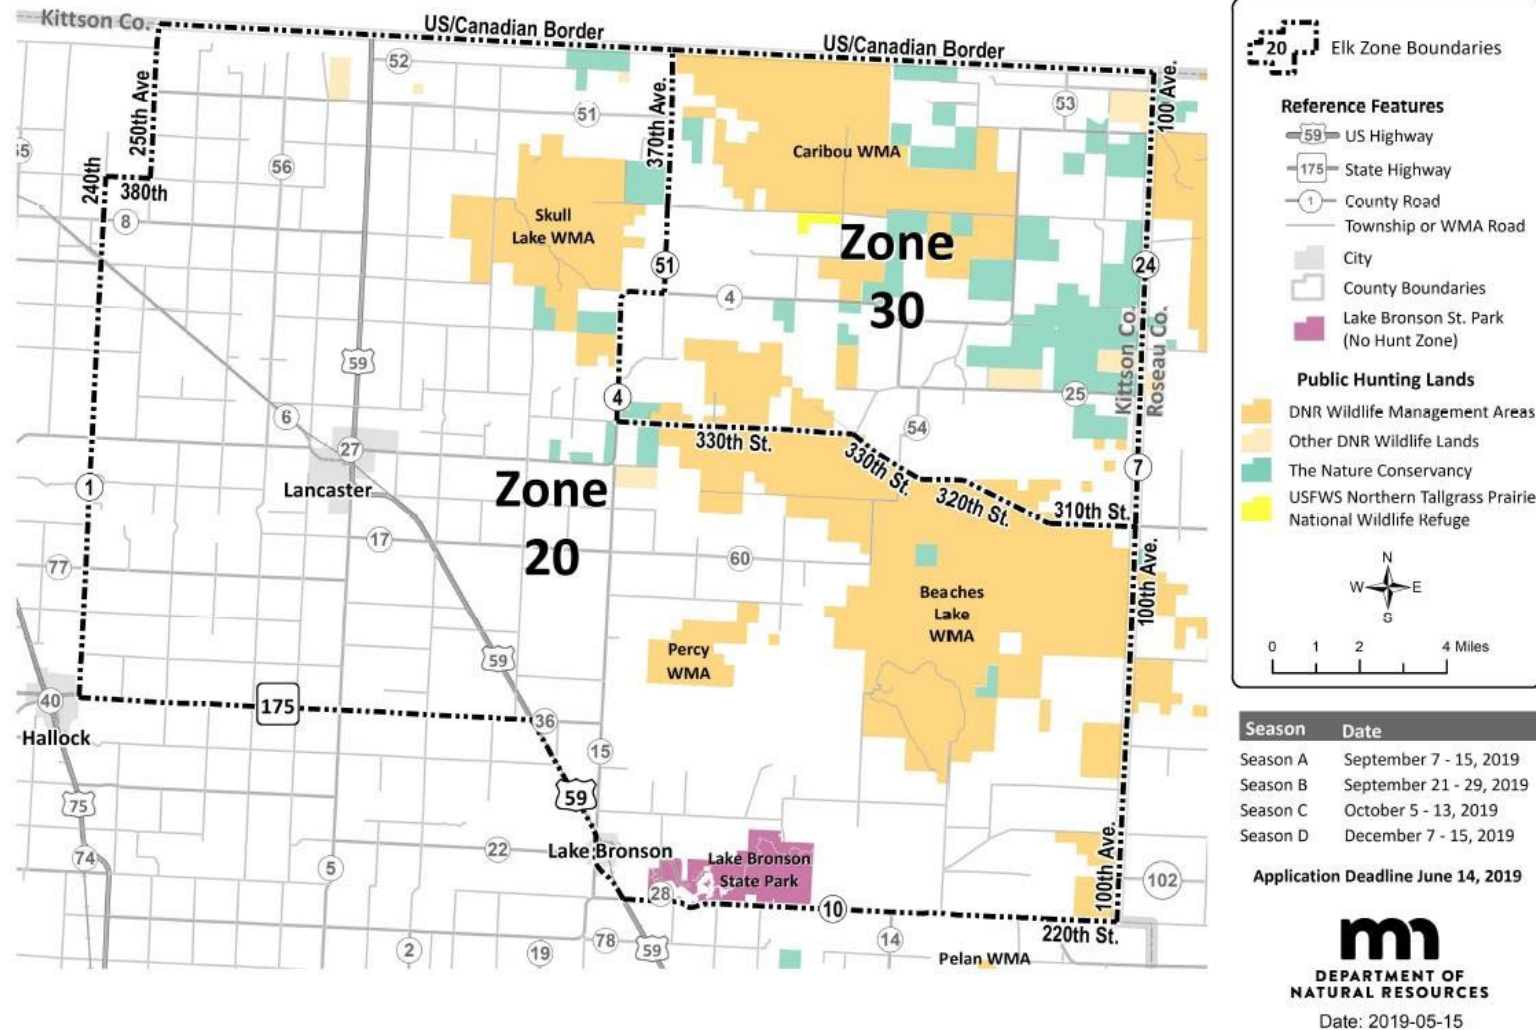 Kittson Co.
US/Canadian Border
US/Canadian Border
52
51
53
250th Ave
370th Ave.
100 Ave.
Caribou WMA
56
240th
380th
8
Skull
Lake WMA
Zone
30
51
24
4
59
4
Kittson Co.
Roseau Co.
25
6
54
27
330th St.
330th St.
7
1
Lancaster
Zone
20
320th St.
310th St.
17
60
77
100th Ave.
Beaches
Lake
WMA
Percy
WMA
59
40
175
36
Hallock
15
59
75
22
Lake Bronson
Lake Bronson
State Park
74
5
28
100th Ave.
102
10
220th St.
2
19
78
59
14
Pelan WMA
20
Elk Zone Boundaries
Reference Features
59 US Highway
175 State Highway
1 County Road
Township or WMA Road
City
County Boundaries
Lake Bronson St. Park
(No Hunt Zone)
Public Hunting Lands
DNR Wildlife Management Areas
Other DNR Wildlife Lands
The Nature Conservancy
USFWS Northern Tallgrass Prairie
National Wildlife Refuge
N
W E
S
0 1 2 4 Miles
Season Date
Season A September 7 - 15, 2019
Season B September 21 - 29, 2019
Season C October 5 - 13, 2019
Season D December 7 - 15, 2019
Application Deadline June 14, 2019
mn
DEPARTMENT OF
NATURAL RESOURCES
Date: 2019-05-15